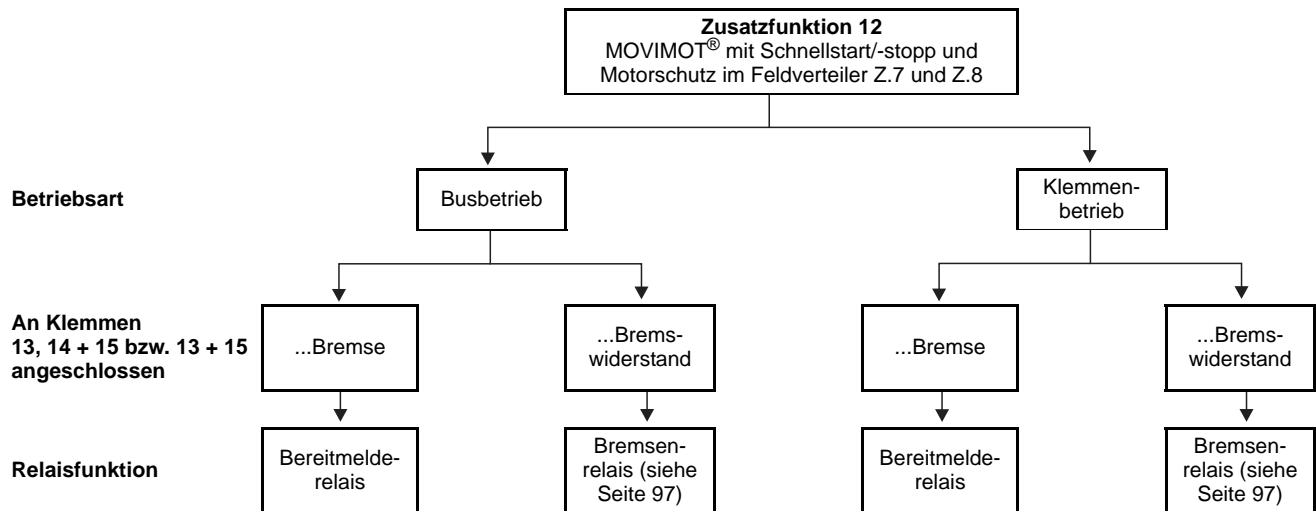 Zusatzfunktion 12
MOVIMOT® mit Schnellstart/-stopp und
Motorschutz im Feldverteiler Z.7 und Z.8
Betriebsart
Busbetrieb
Klemmen-
betrieb
An Klemmen
13, 14 + 15 bzw. 13 + 15
angeschlossen
...Bremse
...Brems-
widerstand
...Bremse
...Brems-
widerstand
Relaisfunktion
Bereitmelde-
relais
Bremsen-
relais (siehe
Seite 97)
Bereitmelde-
relais
Bremsen-
relais (siehe
Seite 97)